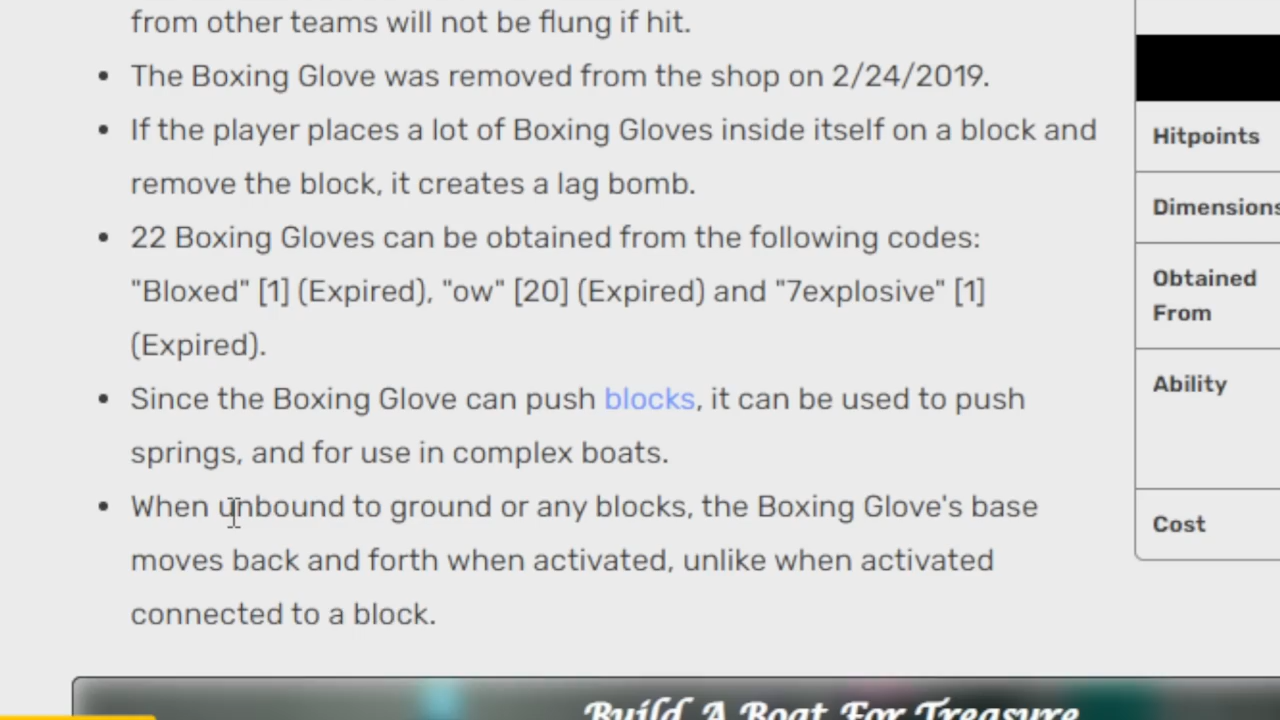 from other teams will not be flung if hit.
The Boxing Glove was removed from the shop on 2/24/2019.
If the player places a lot of Boxing Gloves inside itself on a block and
remove the block, it creates a lag bomb.
22 Boxing Gloves can be obtained from the following codes:
"Bloxed" [1] (Expired), "ow" [20] (Expired) and "7explosive" [1]
(Expired).
Since the Boxing Glove can push blocks, it can be used to push
springs, and for use in complex boats.
When unbound to ground or any blocks, the Boxing Glove's base
moves back and forth when activated, unlike when activated
connected to a block.
Hitpoints
Dimensions
Obtained
From
Ability
Cost
Build A Boat For Treasure